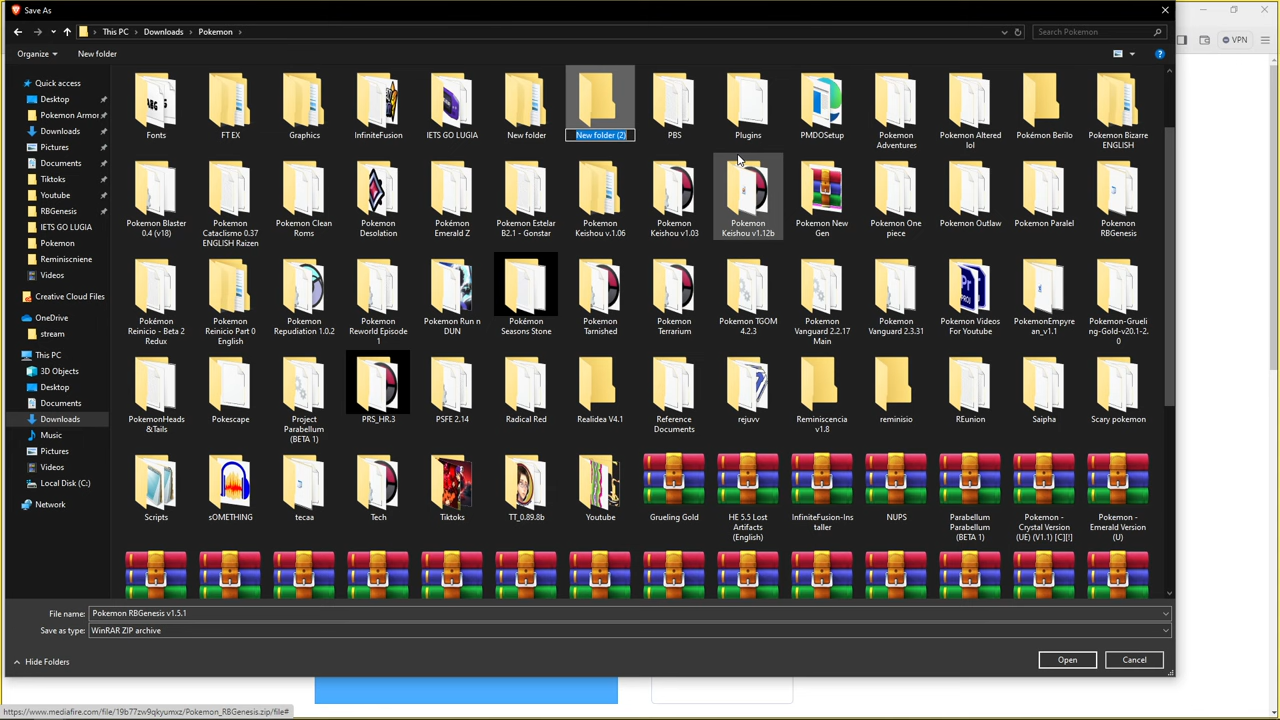 Save As
This PC > Downloads > Pokemon >
Search Pokemon
VPN
Organize
New folder
Quick access
Desktop
Pokemon Armor
Downloads
Pictures
Documents
Tiktoks
Youtube
RBGenesis
IETS GO LUGIA
Pokemon
Reminiscniene
Videos
Creative Cloud Files
OneDrive
stream
This PC
3D Objects
Desktop
Documents
Downloads
Music
Pictures
Videos
Local Disk (C:)
Network
Fonts
FT EX
Graphics
InfiniteFusion
IETS GO LUGIA
New folder
New folder (2)
PBS
Plugins
PMDOSetup
Pokemon
Adventures
Pokemon Altered
lol
Pokémon Berilo
Pokemon Bizarre
ENGLISH
Pokemon Blaster
0.4 (v18)
Pokemon
Cataclismo 0.37
ENGLISH Raizen
Pokemon Clean
Roms
Pokemon
Desolation
Pokémon
Emerald Z
Pokemon Estelar
B2.1 - Gonstar
Pokemon
Keishou v.1.06
Pokemon
Keishou v1.03
Pokemon
Keishou v1.12b
Pokemon New
Gen
Pokemon One
piece
Pokemon Outlaw
Pokemon Paralel
Pokemon
RBGenesis
Pokémon
Reinicio - Beta 2
Redux
Pokemon
Reinicio Part 0
English
Pokemon
Repudiation 1.0.2
Pokemon
Reworld Episode
1
Pokemon Run n
DUN
Pokémon
Seasons Stone
Pokemon
Tarnished
Pokemon
Terrarium
Pokemon TGOM
4.2.3
Pokemon
Vanguard 2.2.17
Main
Pokemon
Vanguard 2.3.31
Pokemon Videos
For Youtube
PokemonEmpyre
an_v1.1
Pokemon-Grueli
ng-Gold-v20.1-2.
0
PokemonHeads
&Tails
Pokescape
Project
Parabellum
(BETA 1)
PRS_HR.3
PSFE 2.14
Radical Red
Realidea V4.1
Reference
Documents
rejuvv
Reminiscencia
v1.8
reminisio
REunion
Saipha
Scary pokemon
Scripts
sOMETHING
tecaa
Tech
Tiktoks
TT_0.89.8b
Youtube
Grueling Gold
HE 5.5 Lost
Artifacts
(English)
InfiniteFusion-Ins
taller
NUPS
Parabellum
Parabellum
(BETA 1)
Pokemon -
Crystal Version
(UE) (V1.1) [C][!]
Pokemon -
Emerald Version
(U)
File name: Pokemon RBGenesis v1.5.1
Save as type: WinRAR ZIP archive
Hide Folders
Open
Cancel
https://www.mediafire.com/file/19b77zw9qkyumxz/Pokemon_RBGenesis.zip/file#